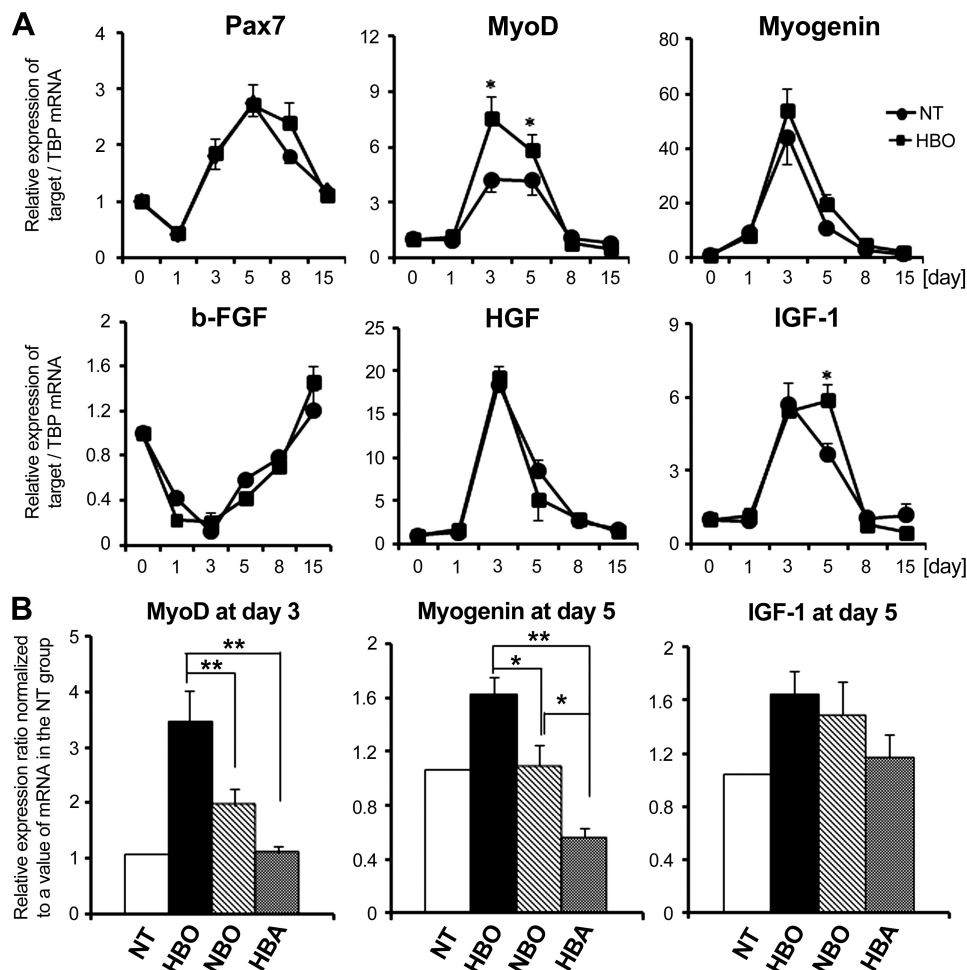 A
Pax7
MyoD
Myogenin
Relative expression of
target / TBP mRNA
4
3
2
1
0
0 1 3 5 8 15
12
9
6
3
0
* *
0 1 3 5 8 15
80
60
40
20
0
0 1 3 5 8 15 [day]
NT
HBO
b-FGF
HGF
IGF-1
Relative expression of
target / TBP mRNA
2
1.6
1.2
0.8
0.4
0
0 1 3 5 8 15
25
20
15
10
5
0
0 1 3 5 8 15
9
6
3
0
*
0 1 3 5 8 15 [day]
B
MyoD at day 3
Myogenin at day 5
IGF-1 at day 5
Relative expression ratio normalized
to a value of mRNA in the NT group
5
4
3
2
1
0
**
**
NT HBO NBO HBA
2
1.6
1.2
0.8
0.4
0
**
*
*
NT HBO NBO HBA
2
1.6
1.2
0.8
0.4
0
NT HBO NBO HBA